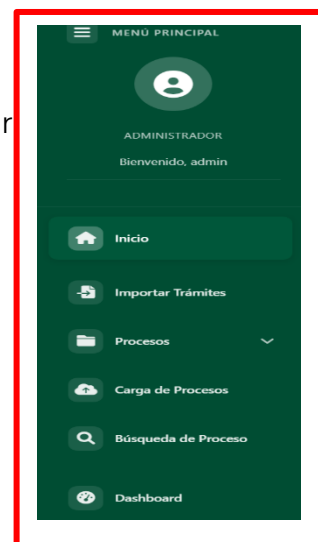 MENÚ PRINCIPAL
r
ADMINISTRADOR
Bienvenido, admin
Inicio
Importar Trámites
Procesos
Carga de Procesos
Búsqueda de Proceso
Dashboard